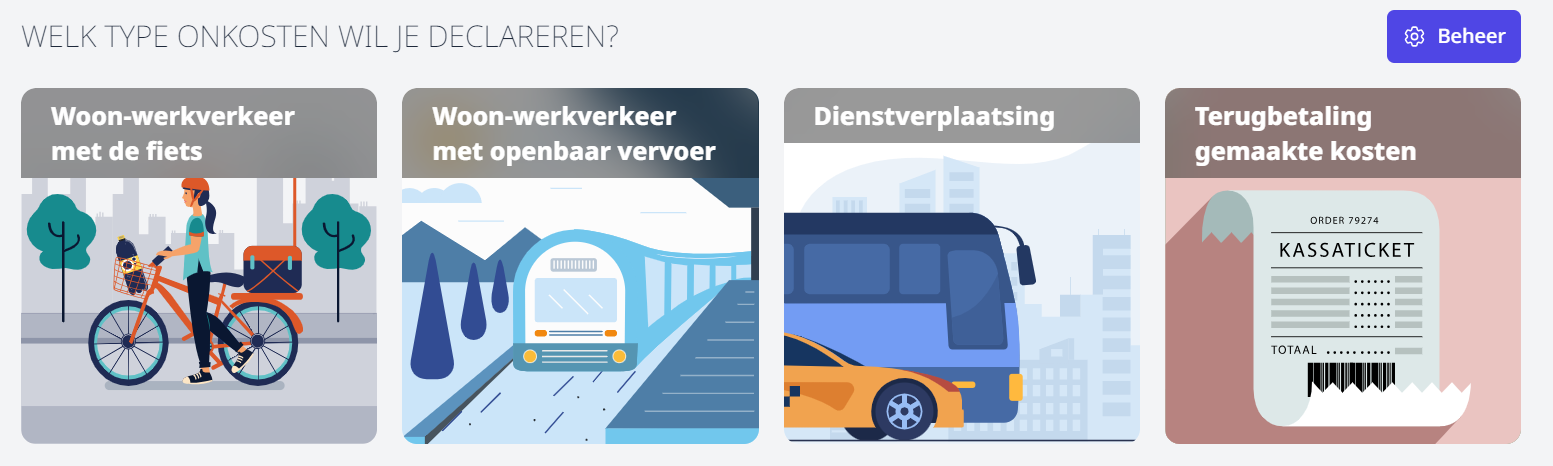 WELK TYPE ONKOSTEN WIL JE DECLAREREN?
Beheer
Woon-werkverkeer
met de fiets
Woon-werkverkeer
met openbaar vervoer
Dienstverplaatsing
Terugbetaling
gemaakte kosten
ORDER 79274
KASSATICKET
TOTAAL